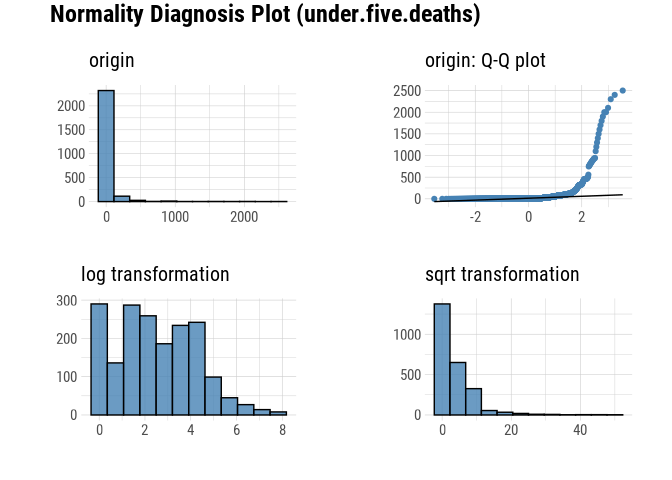 Normality Diagnosis Plot (under.five.deaths)
origin
2000
1500
1000
500
0
0 1000 2000
origin: Q-Q plot
2500
2000
1500
1000
500
0
-2 0 2
log transformation
300
200
100
0
0 2 4 6 8
sqrt transformation
1000
500
0
0 20 40